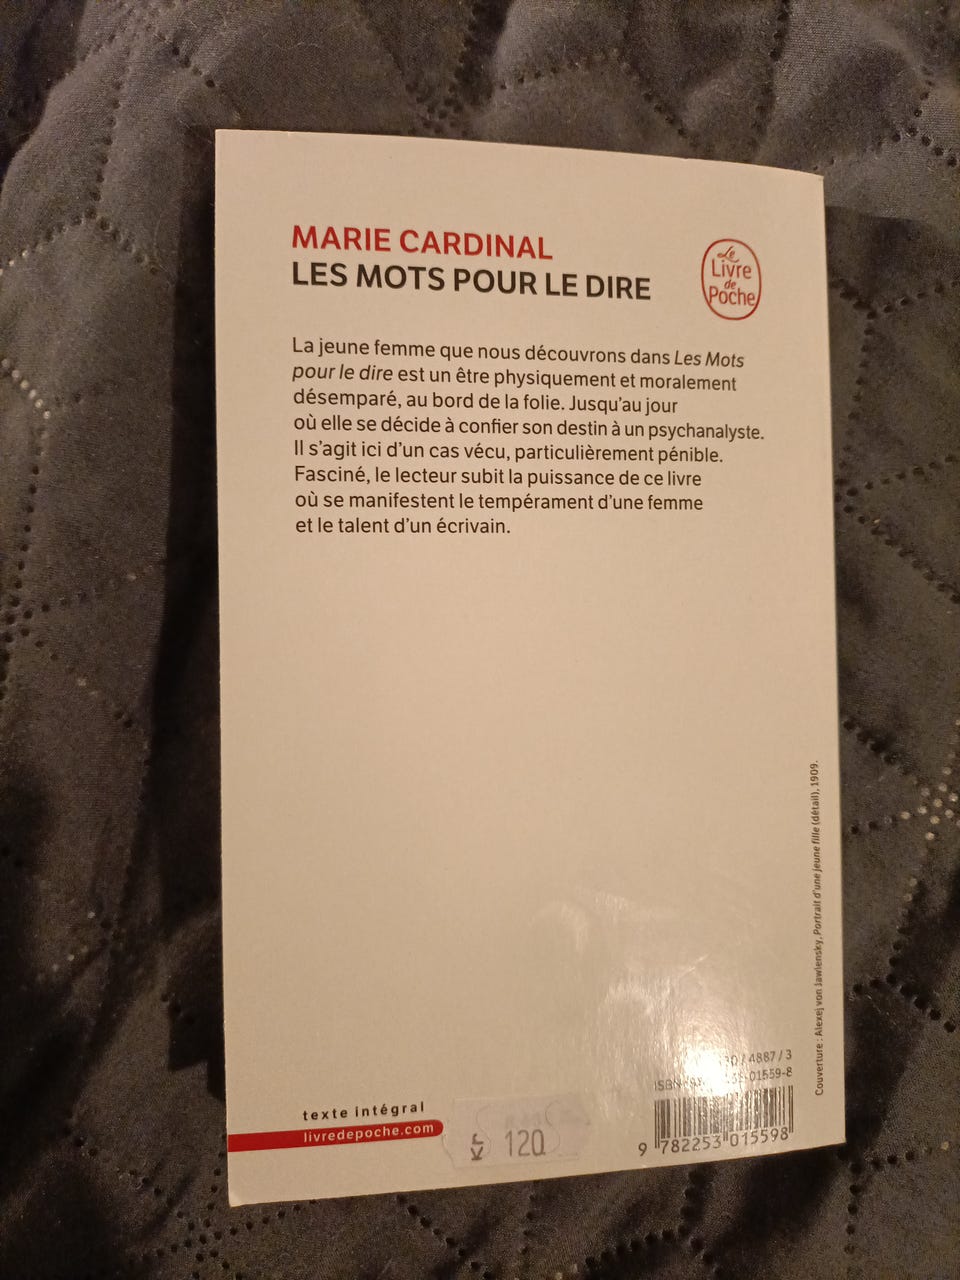 MARIE CARDINAL
LES MOTS POUR LE DIRE
Le
Livre
de
Poche
La jeune femme que nous découvrons dans Les Mots
pour le dire est un être physiquement et moralement
désemparé, au bord de la folie. Jusqu'au jour
où elle se décide à confier son destin à un psychanalyste.
Il s'agit ici d'un cas vécu, particulièrement pénible.
Fasciné, le lecteur subit la puissance de ce livre
où se manifestent le tempérament d'une femme
et le talent d'un écrivain.
Couverture : Alexej von Jawlensky, Portrait d'une jeune fille (détail), 1909.
texte intégral
livredepoche.com
Kr 120
/ 4887 / 3
ISBN 01559-8
9 782253 015598